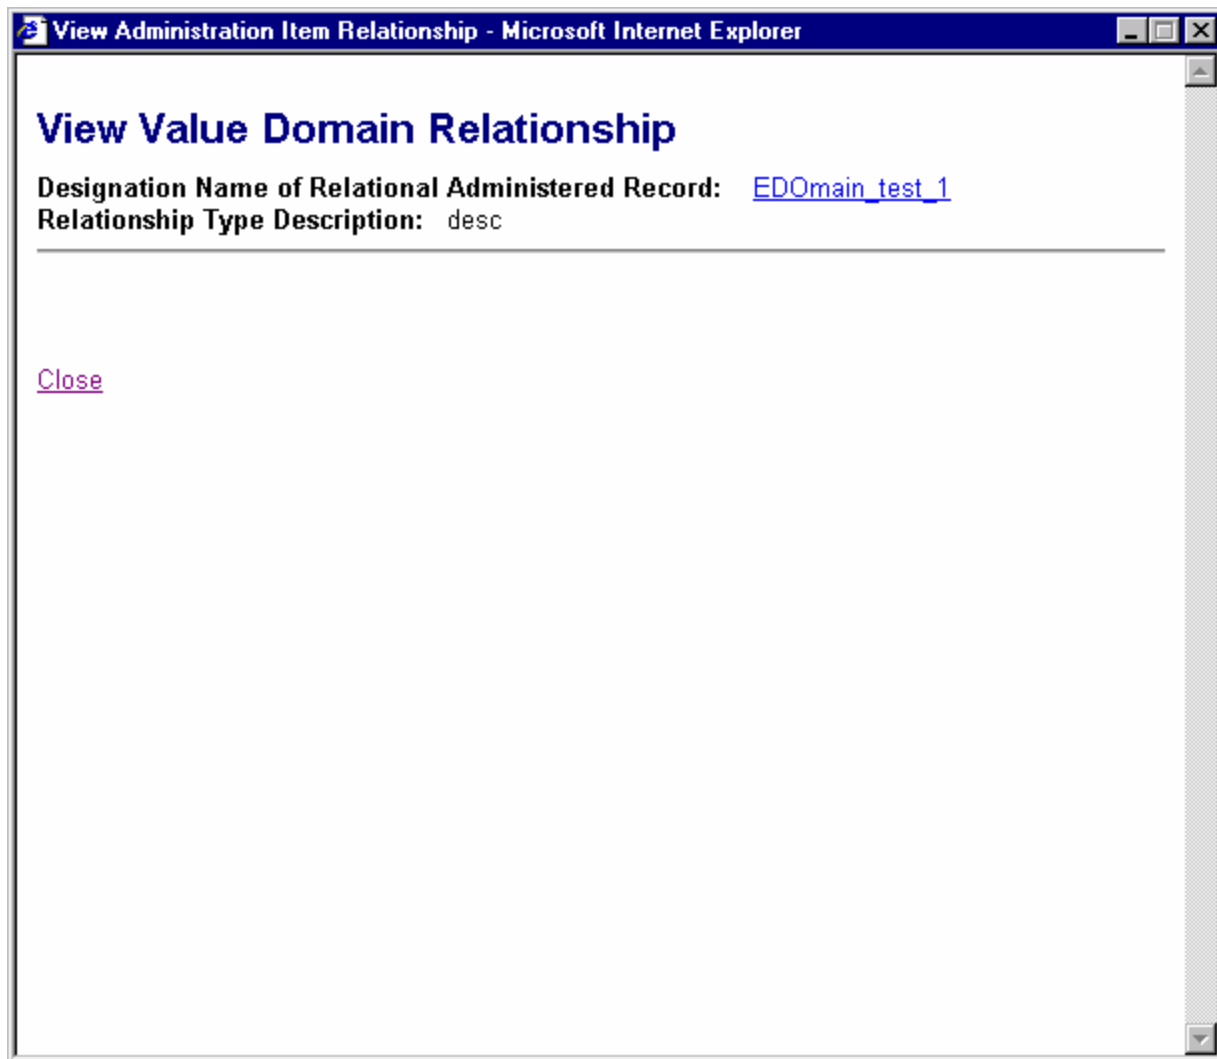 View Administration Item Relationship - Microsoft Internet Explorer
View Value Domain Relationship
Designation Name of Relational Administered Record: EDOmain_test_1
Relationship Type Description: desc
Close